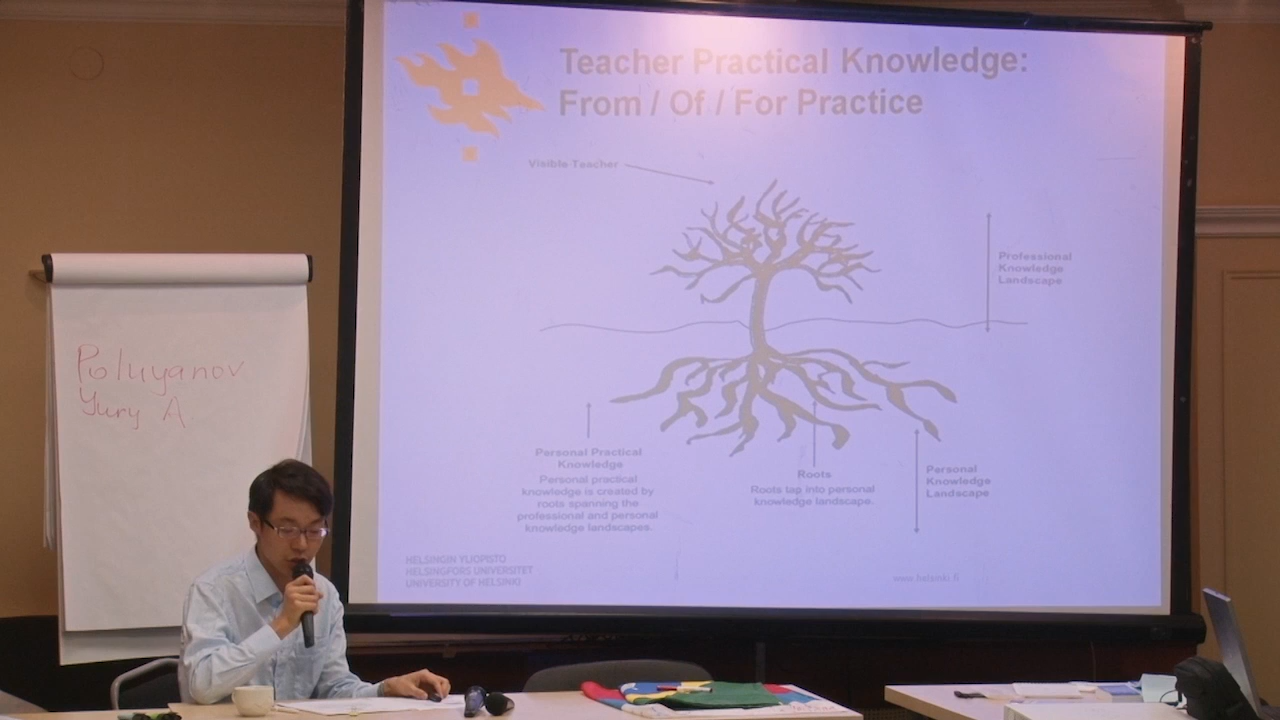 Teacher Practical Knowledge:
From / Of / For Practice
Visible Teacher
Professional
Knowledge
Landscape
Poluyanov
Yury A
Personal Practical
Knowledge
Personal practical
knowledge is created by
roots spanning the
professional and personal
knowledge landscapes.
Roots
Roots tap into personal
knowledge landscape.
Personal
Knowledge
Landscape
HELSINGIN YLIOPISTO
HELSINGFORS UNIVERSITET
UNIVERSITY OF HELSINKI
www.helsinki.fi